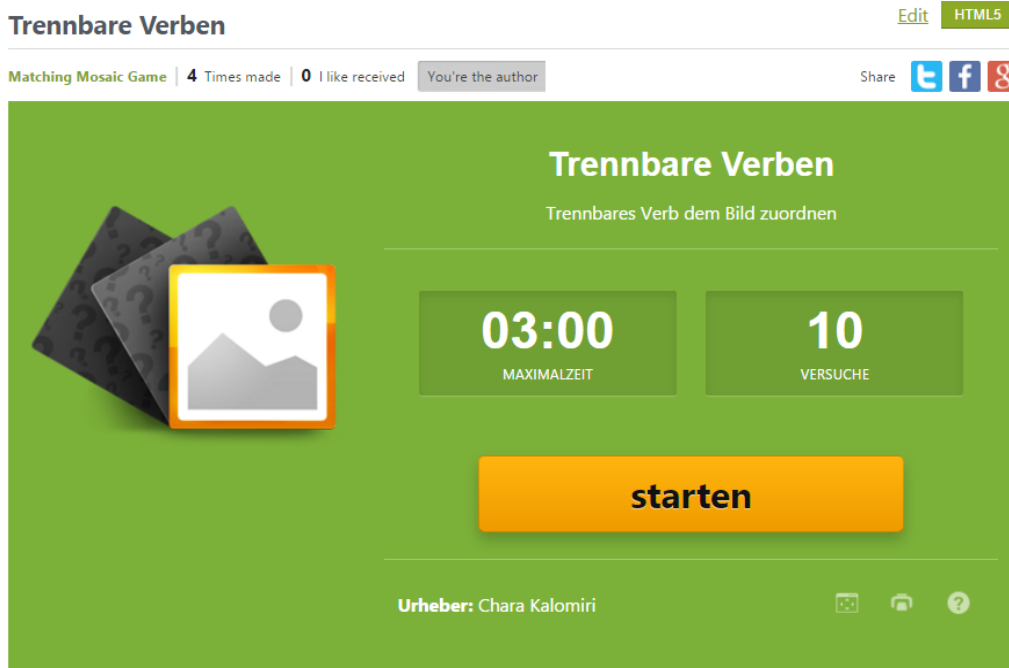 Trennbare Verben
Edit
HTML5
Matching Mosaic Game 4 Times made 0 I like received You're the author
Share
Trennbare Verben
Trennbares Verb dem Bild zuordnen
03:00
MAXIMALZEIT
10
VERSUCHE
starten
Urheber: Chara Kalomiri